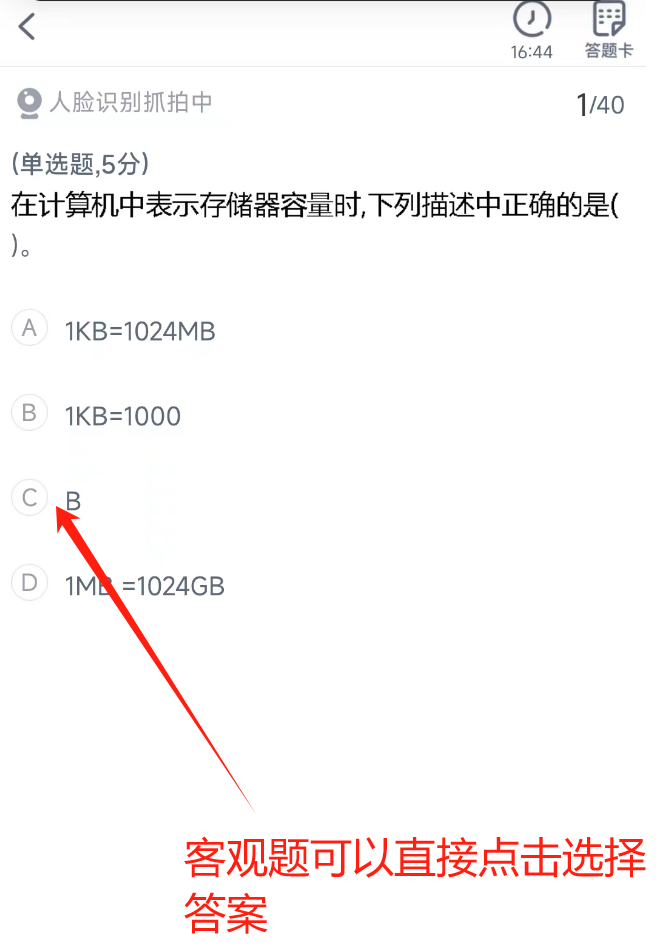 16:44
答题卡
人脸识别抓拍中
1/40
(单选题,5分)
在计算机中表示存储器容量时,下列描述中正确的是(
)。
A 1KB=1024MB
B 1KB=1000
C B
D 1MB =1024GB
客观题可以直接点击选择
答案